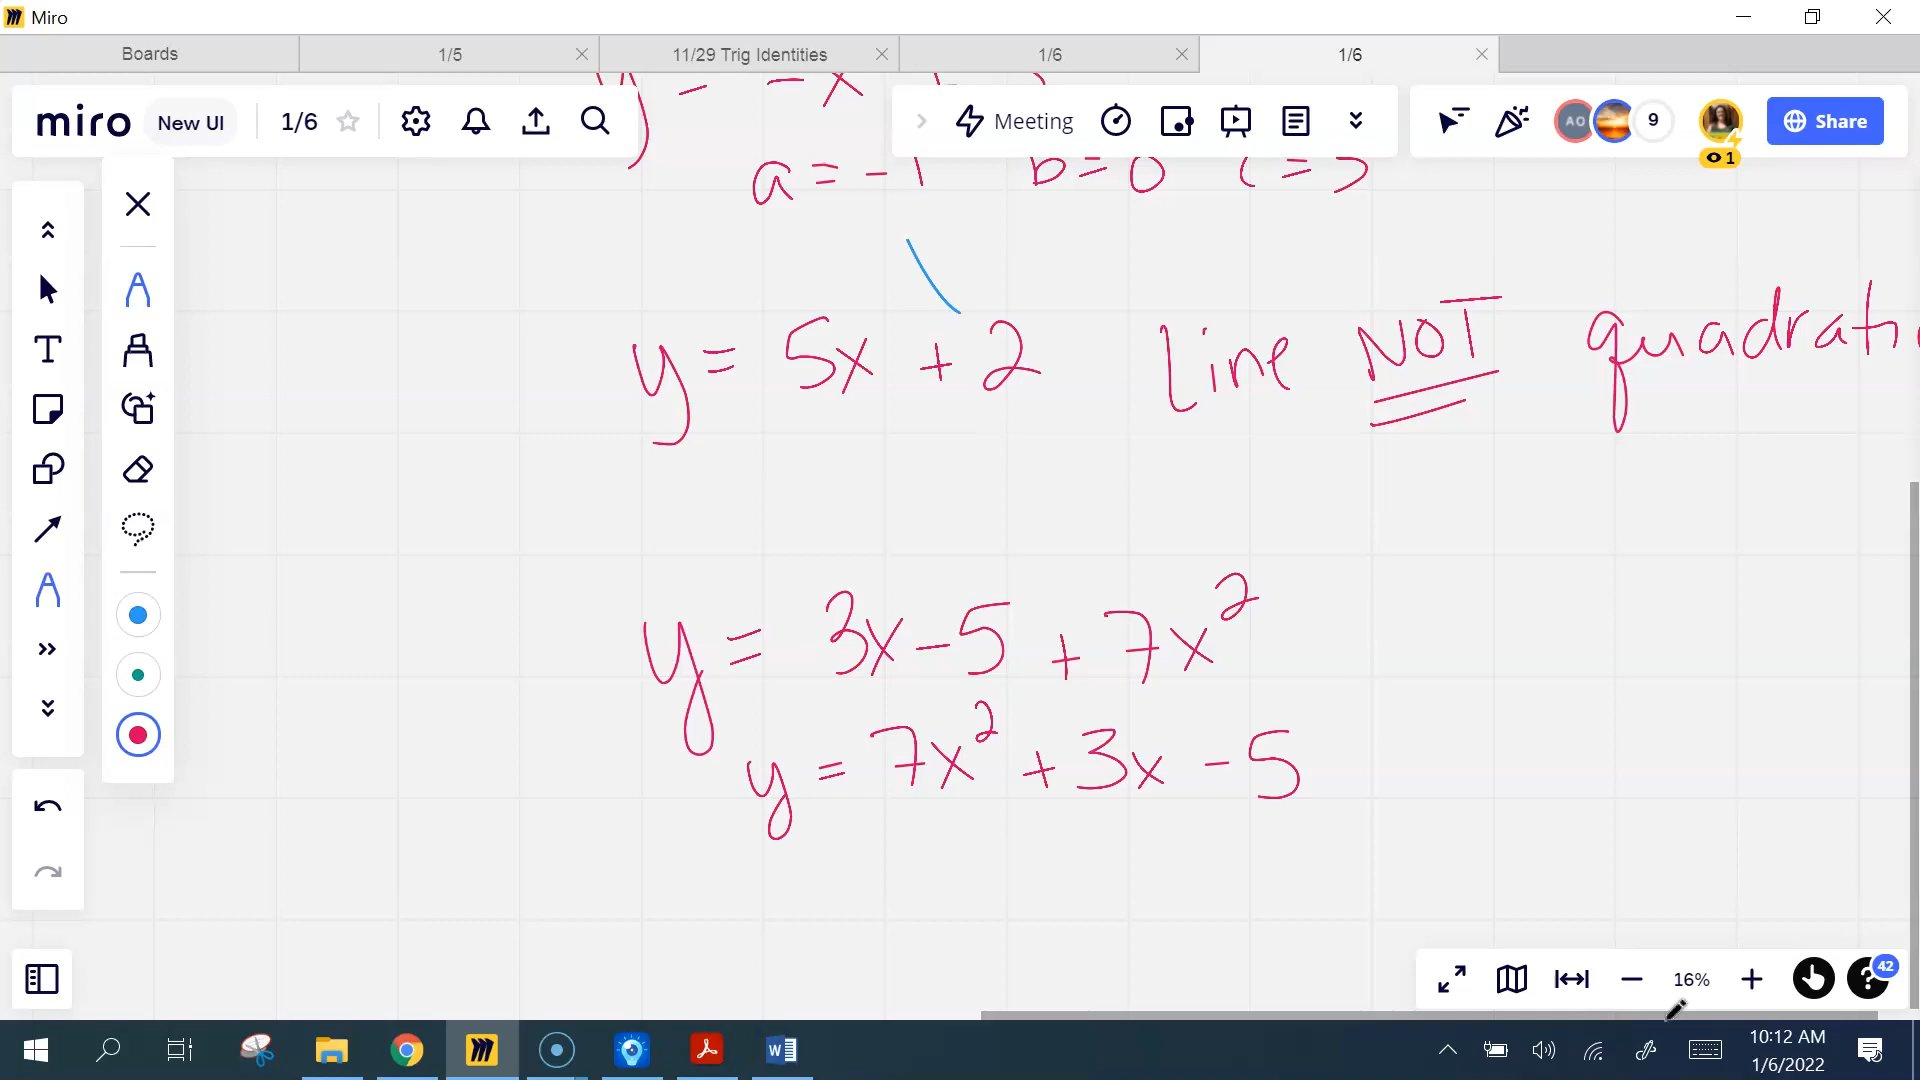 Miro
Boards 1/5 11/29 Trig Identities 1/6 1/6
miro New UI 1/6 Meeting AO 9 Share
1
a = -1 b = 0 c = 3
y = 5x + 2 Line NOT quadrati
y = 3x - 5 + 7x²
y = 7x² + 3x - 5
16% 42
10:12 AM
1/6/2022